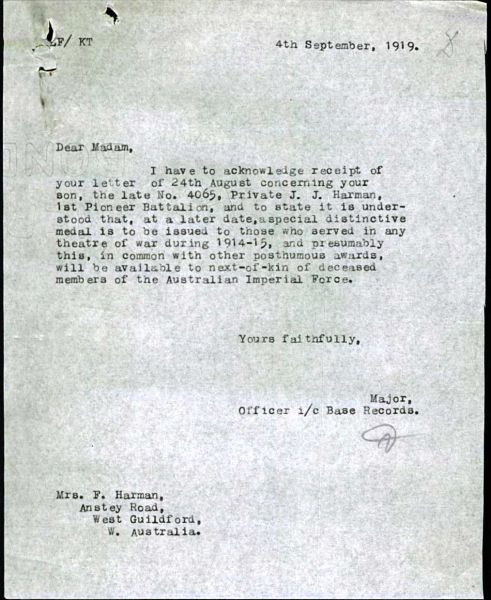 EF/ KT
4th September, 1919.
8
Dear Madam,
I have to acknowledge receipt of
your letter of 24th August concerning your
son, the late No. 4065, Private J. J. Harman,
1st Pioneer Battalion, and to state it is under-
stood that, at a later date,aspecial distinctive
medal is to be issued to those who served in any
theatre of war during 1914-15, and presumably
this, in common with other posthumous awards,
will be available to next-of-kin of deceased
members of the Australian Imperial Force.
Yours faithfully,
Major,
Officer i/c Base Records.
Mrs. F. Harman,
Anstey Road,
West Guildford,
W. Australia.